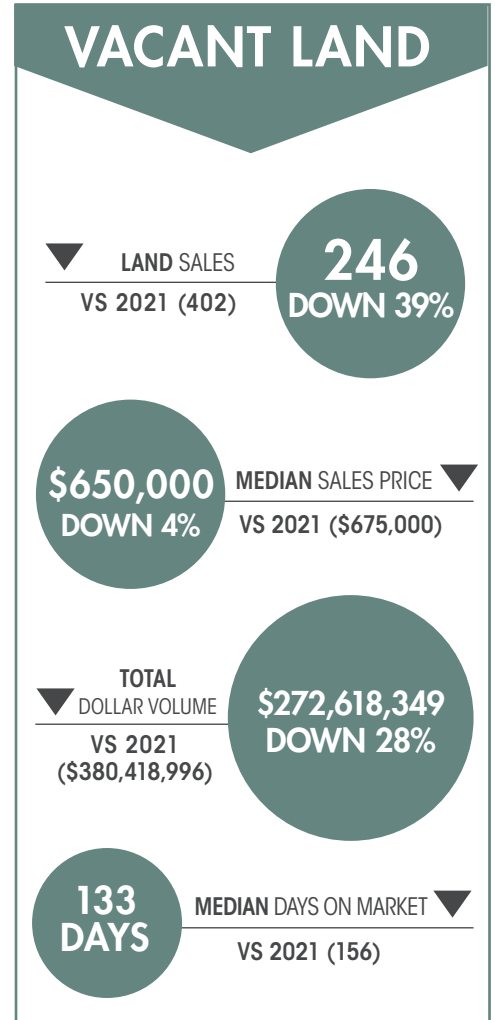 VACANT LAND
LAND SALES
VS 2021 (402)
246
DOWN 39%
$650,000
DOWN 4%
MEDIAN SALES PRICE
VS 2021 ($675,000)
TOTAL
DOLLAR VOLUME
VS 2021
($380,418,996)
$272,618,349
DOWN 28%
133
DAYS
MEDIAN DAYS ON MARKET
VS 2021 (156)